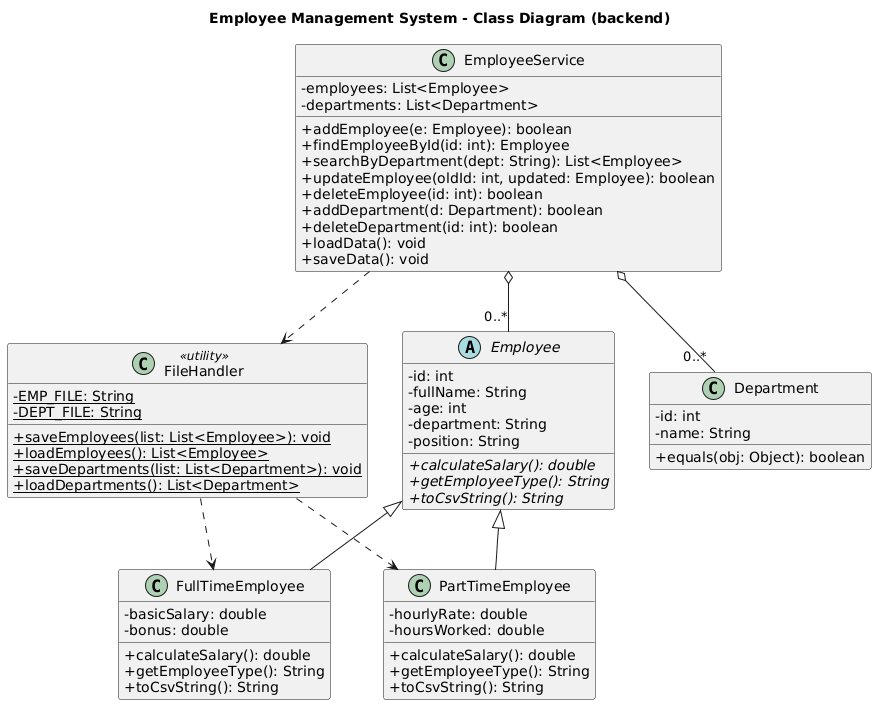 Employee Management System - Class Diagram (backend)
C EmployeeService
-employees: List<Employee>
-departments: List<Department>
+addEmployee(e: Employee): boolean
+findEmployeeById(id: int): Employee
+searchByDepartment(dept: String): List<Employee>
+updateEmployee(oldId: int, updated: Employee): boolean
+deleteEmployee(id: int): boolean
+addDepartment(d: Department): boolean
+deleteDepartment(id: int): boolean
+loadData(): void
+saveData(): void
0..*
0..*
C «utility»
FileHandler
-EMP_FILE: String
-DEPT_FILE: String
+saveEmployees(list: List<Employee>): void
+loadEmployees(): List<Employee>
+saveDepartments(list: List<Department>): void
+loadDepartments(): List<Department>
A Employee
-id: int
-fullName: String
-age: int
-department: String
-position: String
+calculateSalary(): double
+getEmployeeType(): String
+toCsvString(): String
C Department
-id: int
-name: String
+equals(obj: Object): boolean
C FullTimeEmployee
-basicSalary: double
-bonus: double
+calculateSalary(): double
+getEmployeeType(): String
+toCsvString(): String
C PartTimeEmployee
-hourlyRate: double
-hoursWorked: double
+calculateSalary(): double
+getEmployeeType(): String
+toCsvString(): String